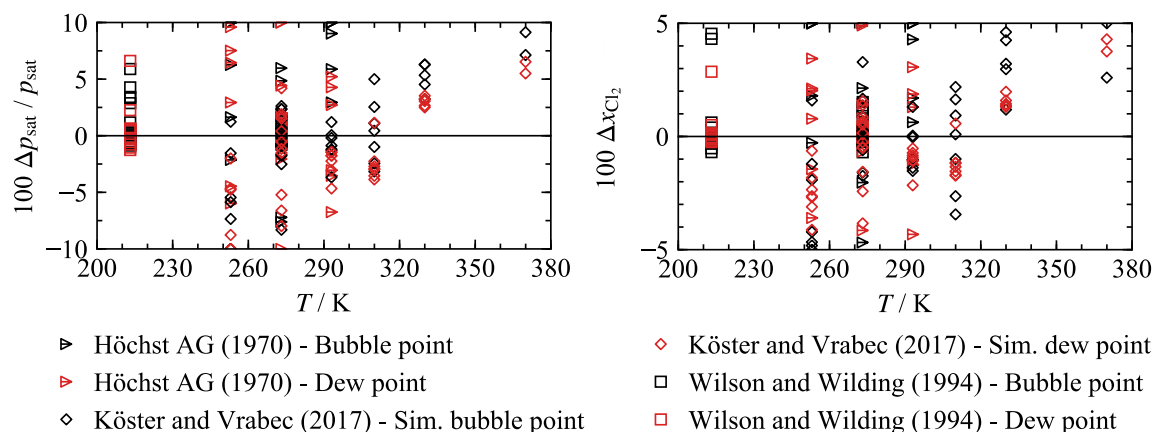 10
5
0
−5
−10
100 Δpsat / psat
200 230 260 290 320 350 380
T / K
5
0
−5
100 ΔxCl2
200 230 260 290 320 350 380
T / K
Höchst AG (1970) - Bubble point
Höchst AG (1970) - Dew point
Köster and Vrabec (2017) - Sim. bubble point
Köster and Vrabec (2017) - Sim. dew point
Wilson and Wilding (1994) - Bubble point
Wilson and Wilding (1994) - Dew point